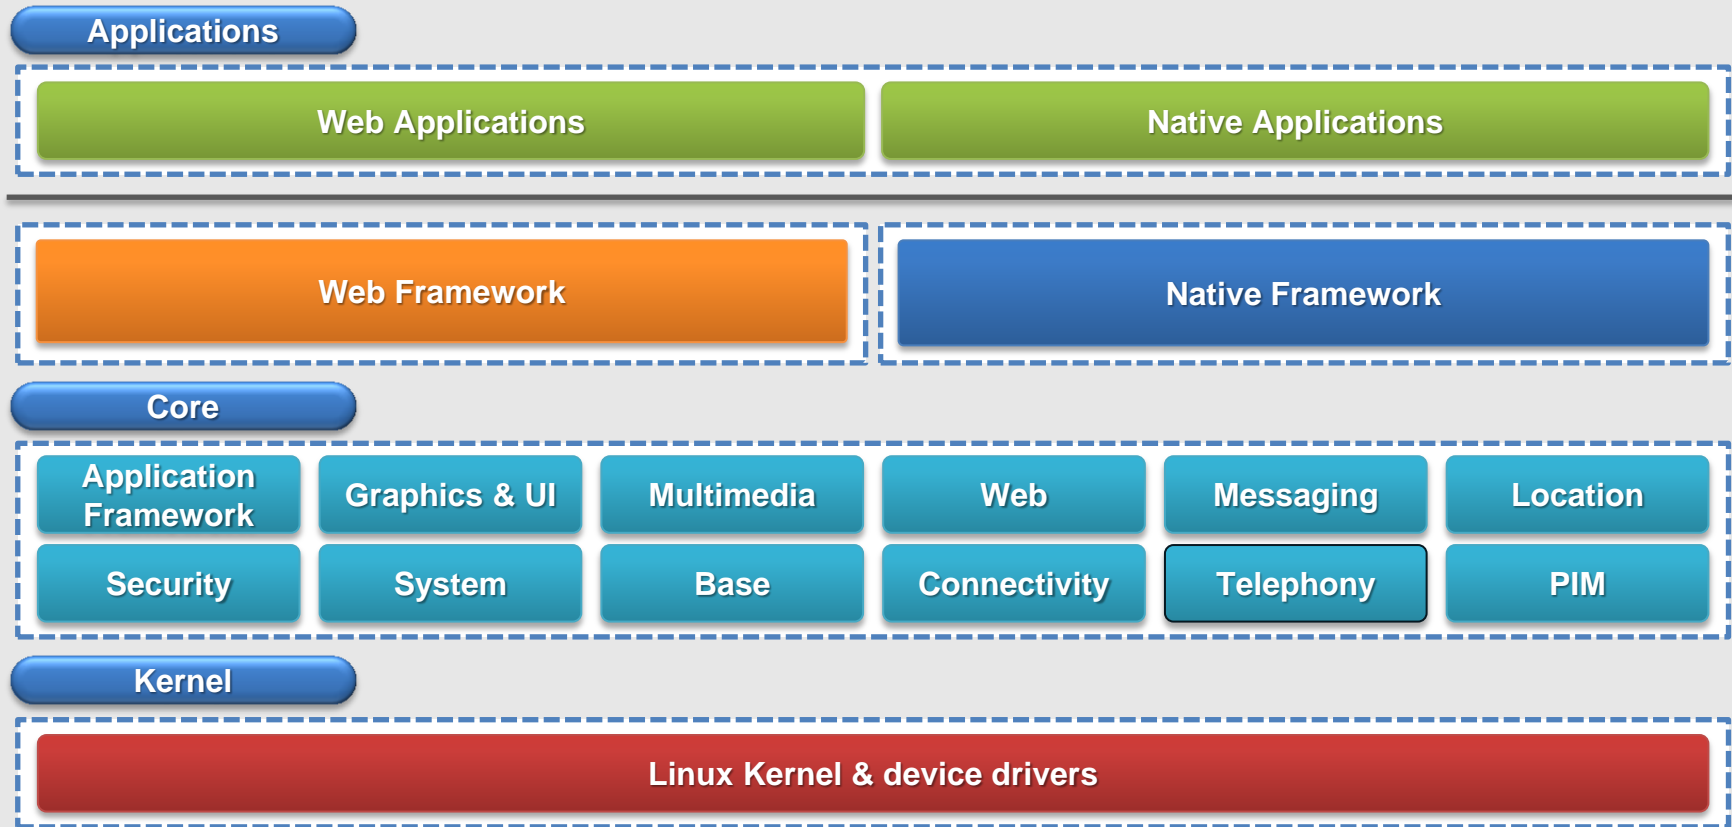 Applications
Web Applications
Native Applications
Web Framework
Native Framework
Core
Application
Framework
Graphics & UI
Multimedia
Web
Messaging
Location
Security
System
Base
Connectivity
Telephony
PIM
Kernel
Linux Kernel & device drivers